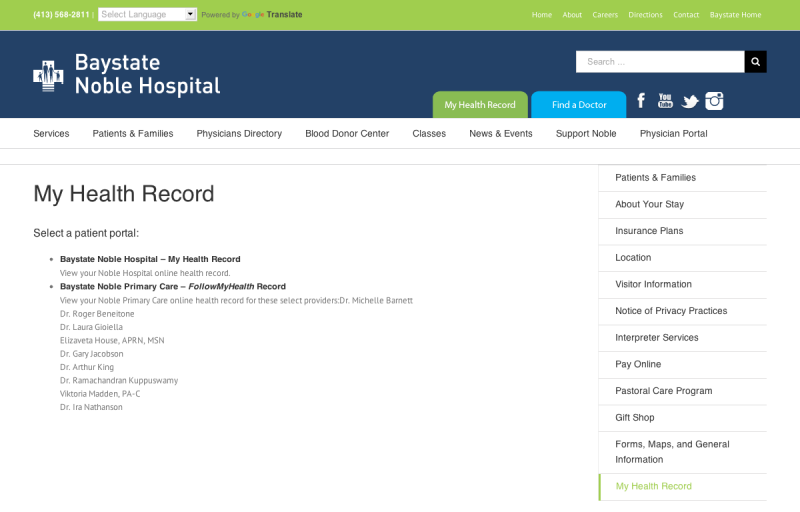 (413) 568-2811 | Select Language Powered by Google Translate Home About Careers Directions Contact Baystate Home
Baystate
Noble Hospital
Search ...
My Health Record Find a Doctor You Tube
Services Patients & Families Physicians Directory Blood Donor Center Classes News & Events Support Noble Physician Portal
My Health Record
Select a patient portal:
Baystate Noble Hospital – My Health Record
View your Noble Hospital online health record.
Baystate Noble Primary Care – FollowMyHealth Record
View your Noble Primary Care online health record for these select providers:Dr. Michelle Barnett
Dr. Roger Beneitone
Dr. Laura Gioiella
Elizaveta House, APRN, MSN
Dr. Gary Jacobson
Dr. Arthur King
Dr. Ramachandran Kuppuswamy
Viktoria Madden, PA-C
Dr. Ira Nathanson
Patients & Families
About Your Stay
Insurance Plans
Location
Visitor Information
Notice of Privacy Practices
Interpreter Services
Pay Online
Pastoral Care Program
Gift Shop
Forms, Maps, and General
Information
My Health Record